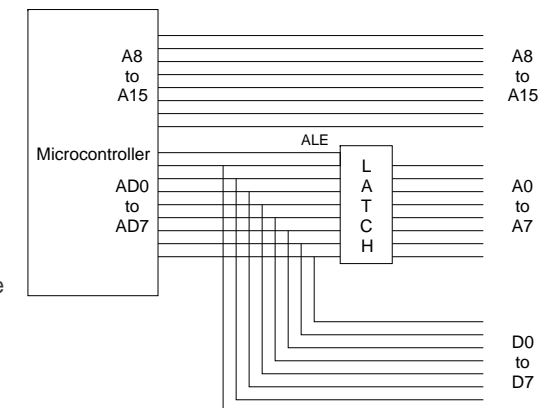 A8
to
A15
A8
to
A15
ALE
Microcontroller
AD0
to
AD7
L
A
T
C
H
A0
to
A7
e
D0
to
D7